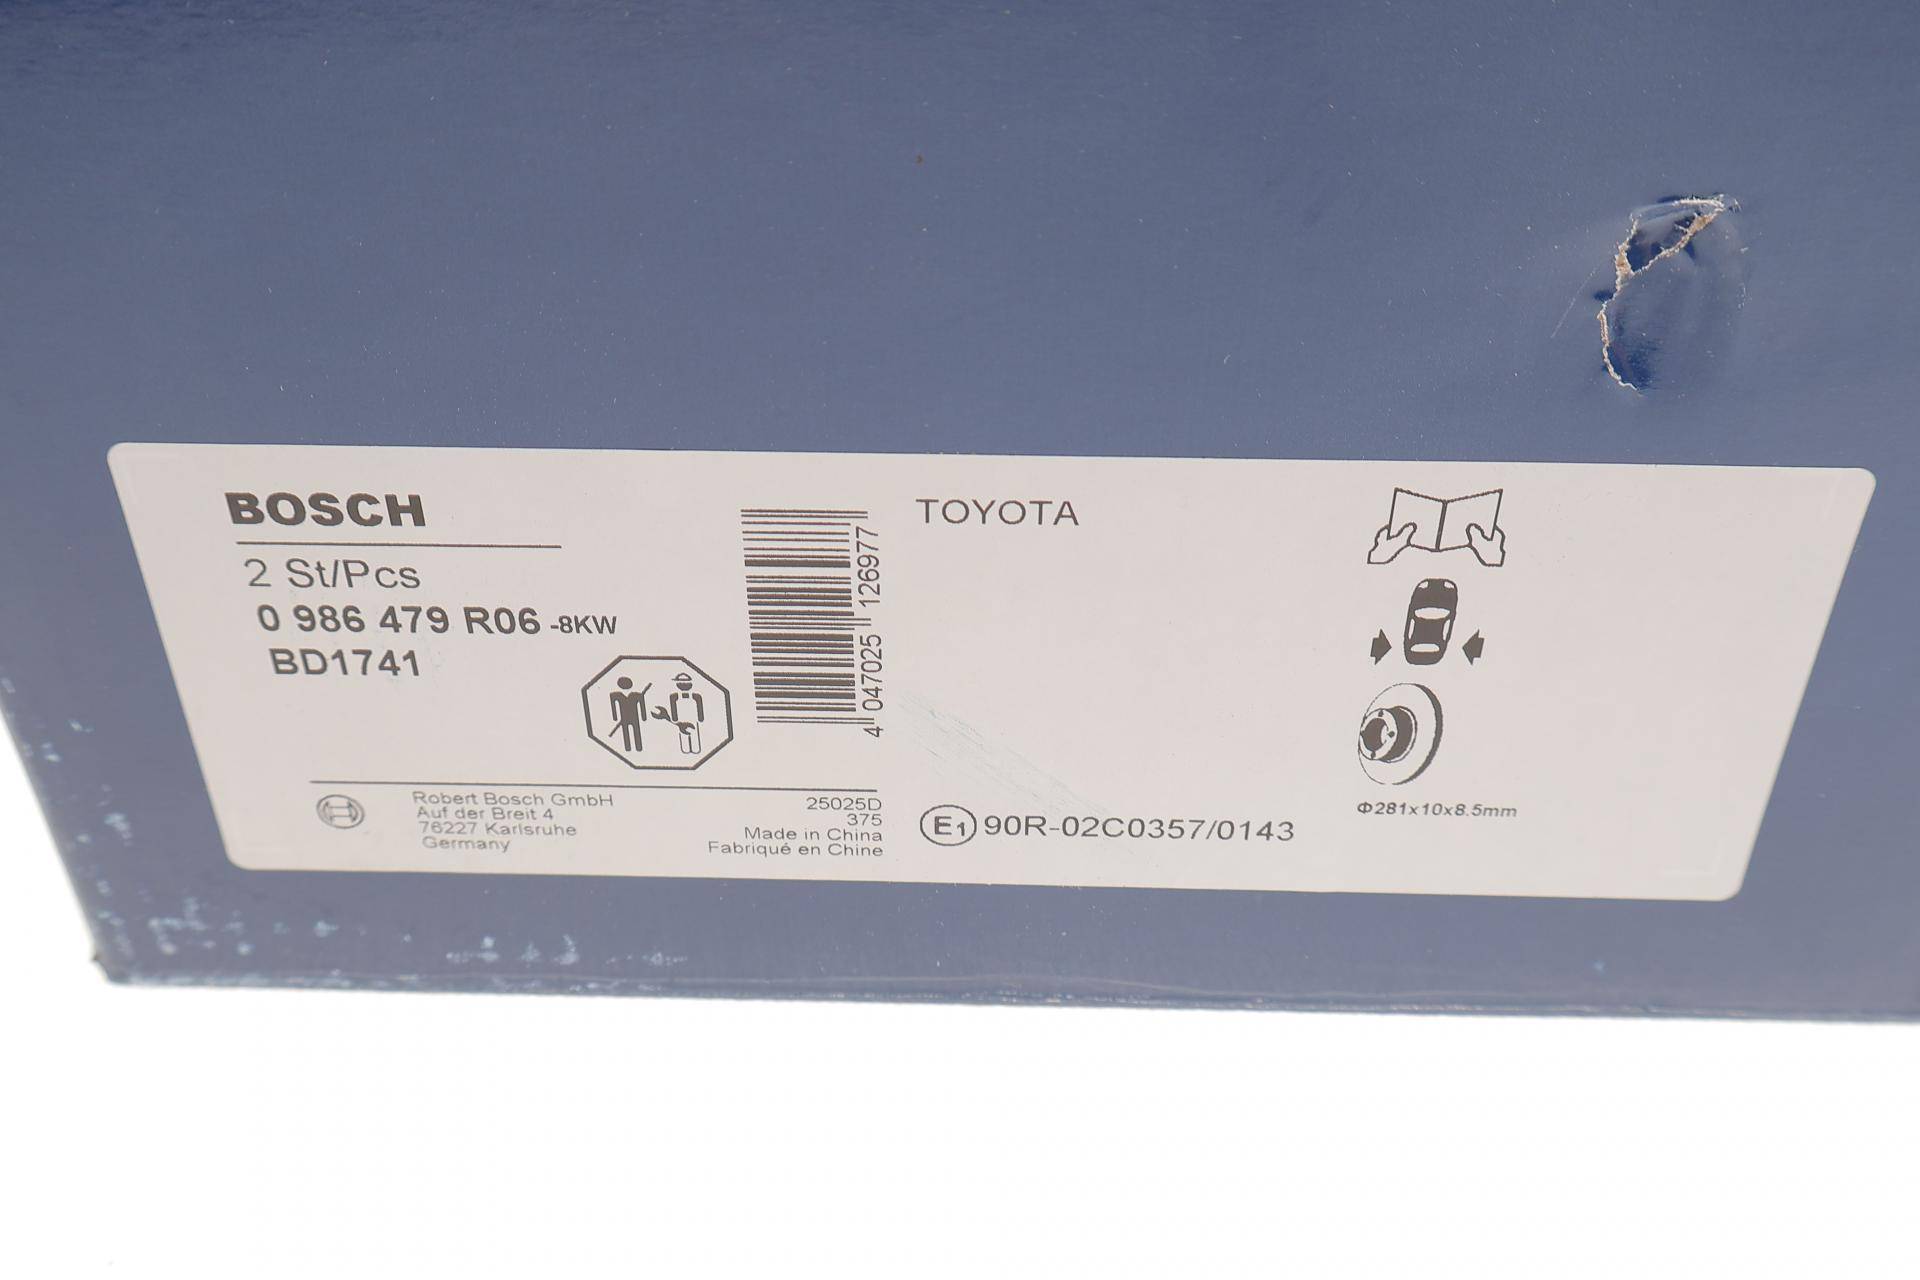 BOSCH
2 St/Pcs
0 986 479 R06 -8KW
BD1741
4 047025 126977
Robert Bosch GmbH
Auf der Breit 4
76227 Karlsruhe
Germany
25025D
375
Made in China
Fabriqué en Chine
TOYOTA
E1 90R-02C0357/0143
Φ281x10x8.5mm